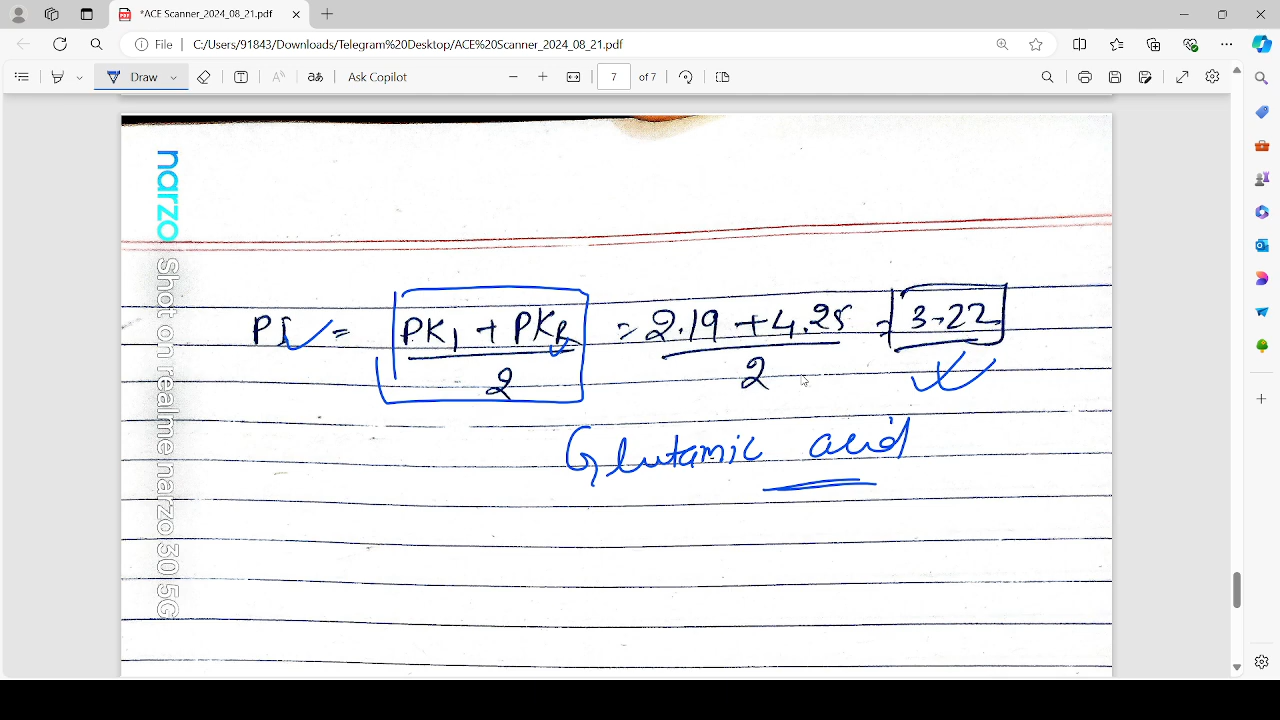 *ACE Scanner_2024_08_21.pdf
File
C:/Users/91843/Downloads/Telegram%20Desktop/ACE%20Scanner_2024_08_21.pdf
Draw
Ask Copilot
7 of 7
narzo Shot on realme narzo 30 5G
PI = PK1 + PKR / 2 = 2.19 + 4.25 / 2 = 3.22
Glutamic acid